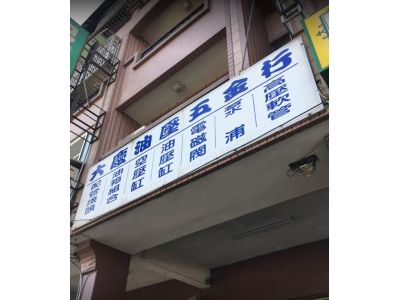 大慶油壓五金行
配管接頭
油箱組合
空壓缸
油壓缸
電磁閥
泵浦
高壓軟管